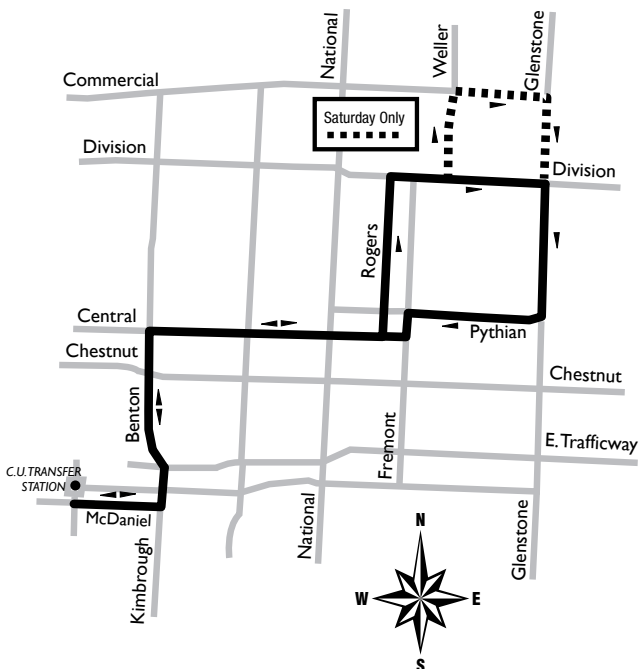 National
Weller
Glenstone
Commercial
Saturday Only
Division
Division
Rogers
Central
Pythian
Chestnut
Chestnut
Benton
E. Trafficway
Fremont
C.U. TRANSFER
STATION
McDaniel
National
Glenstone
Kimbrough
N
W
E
S